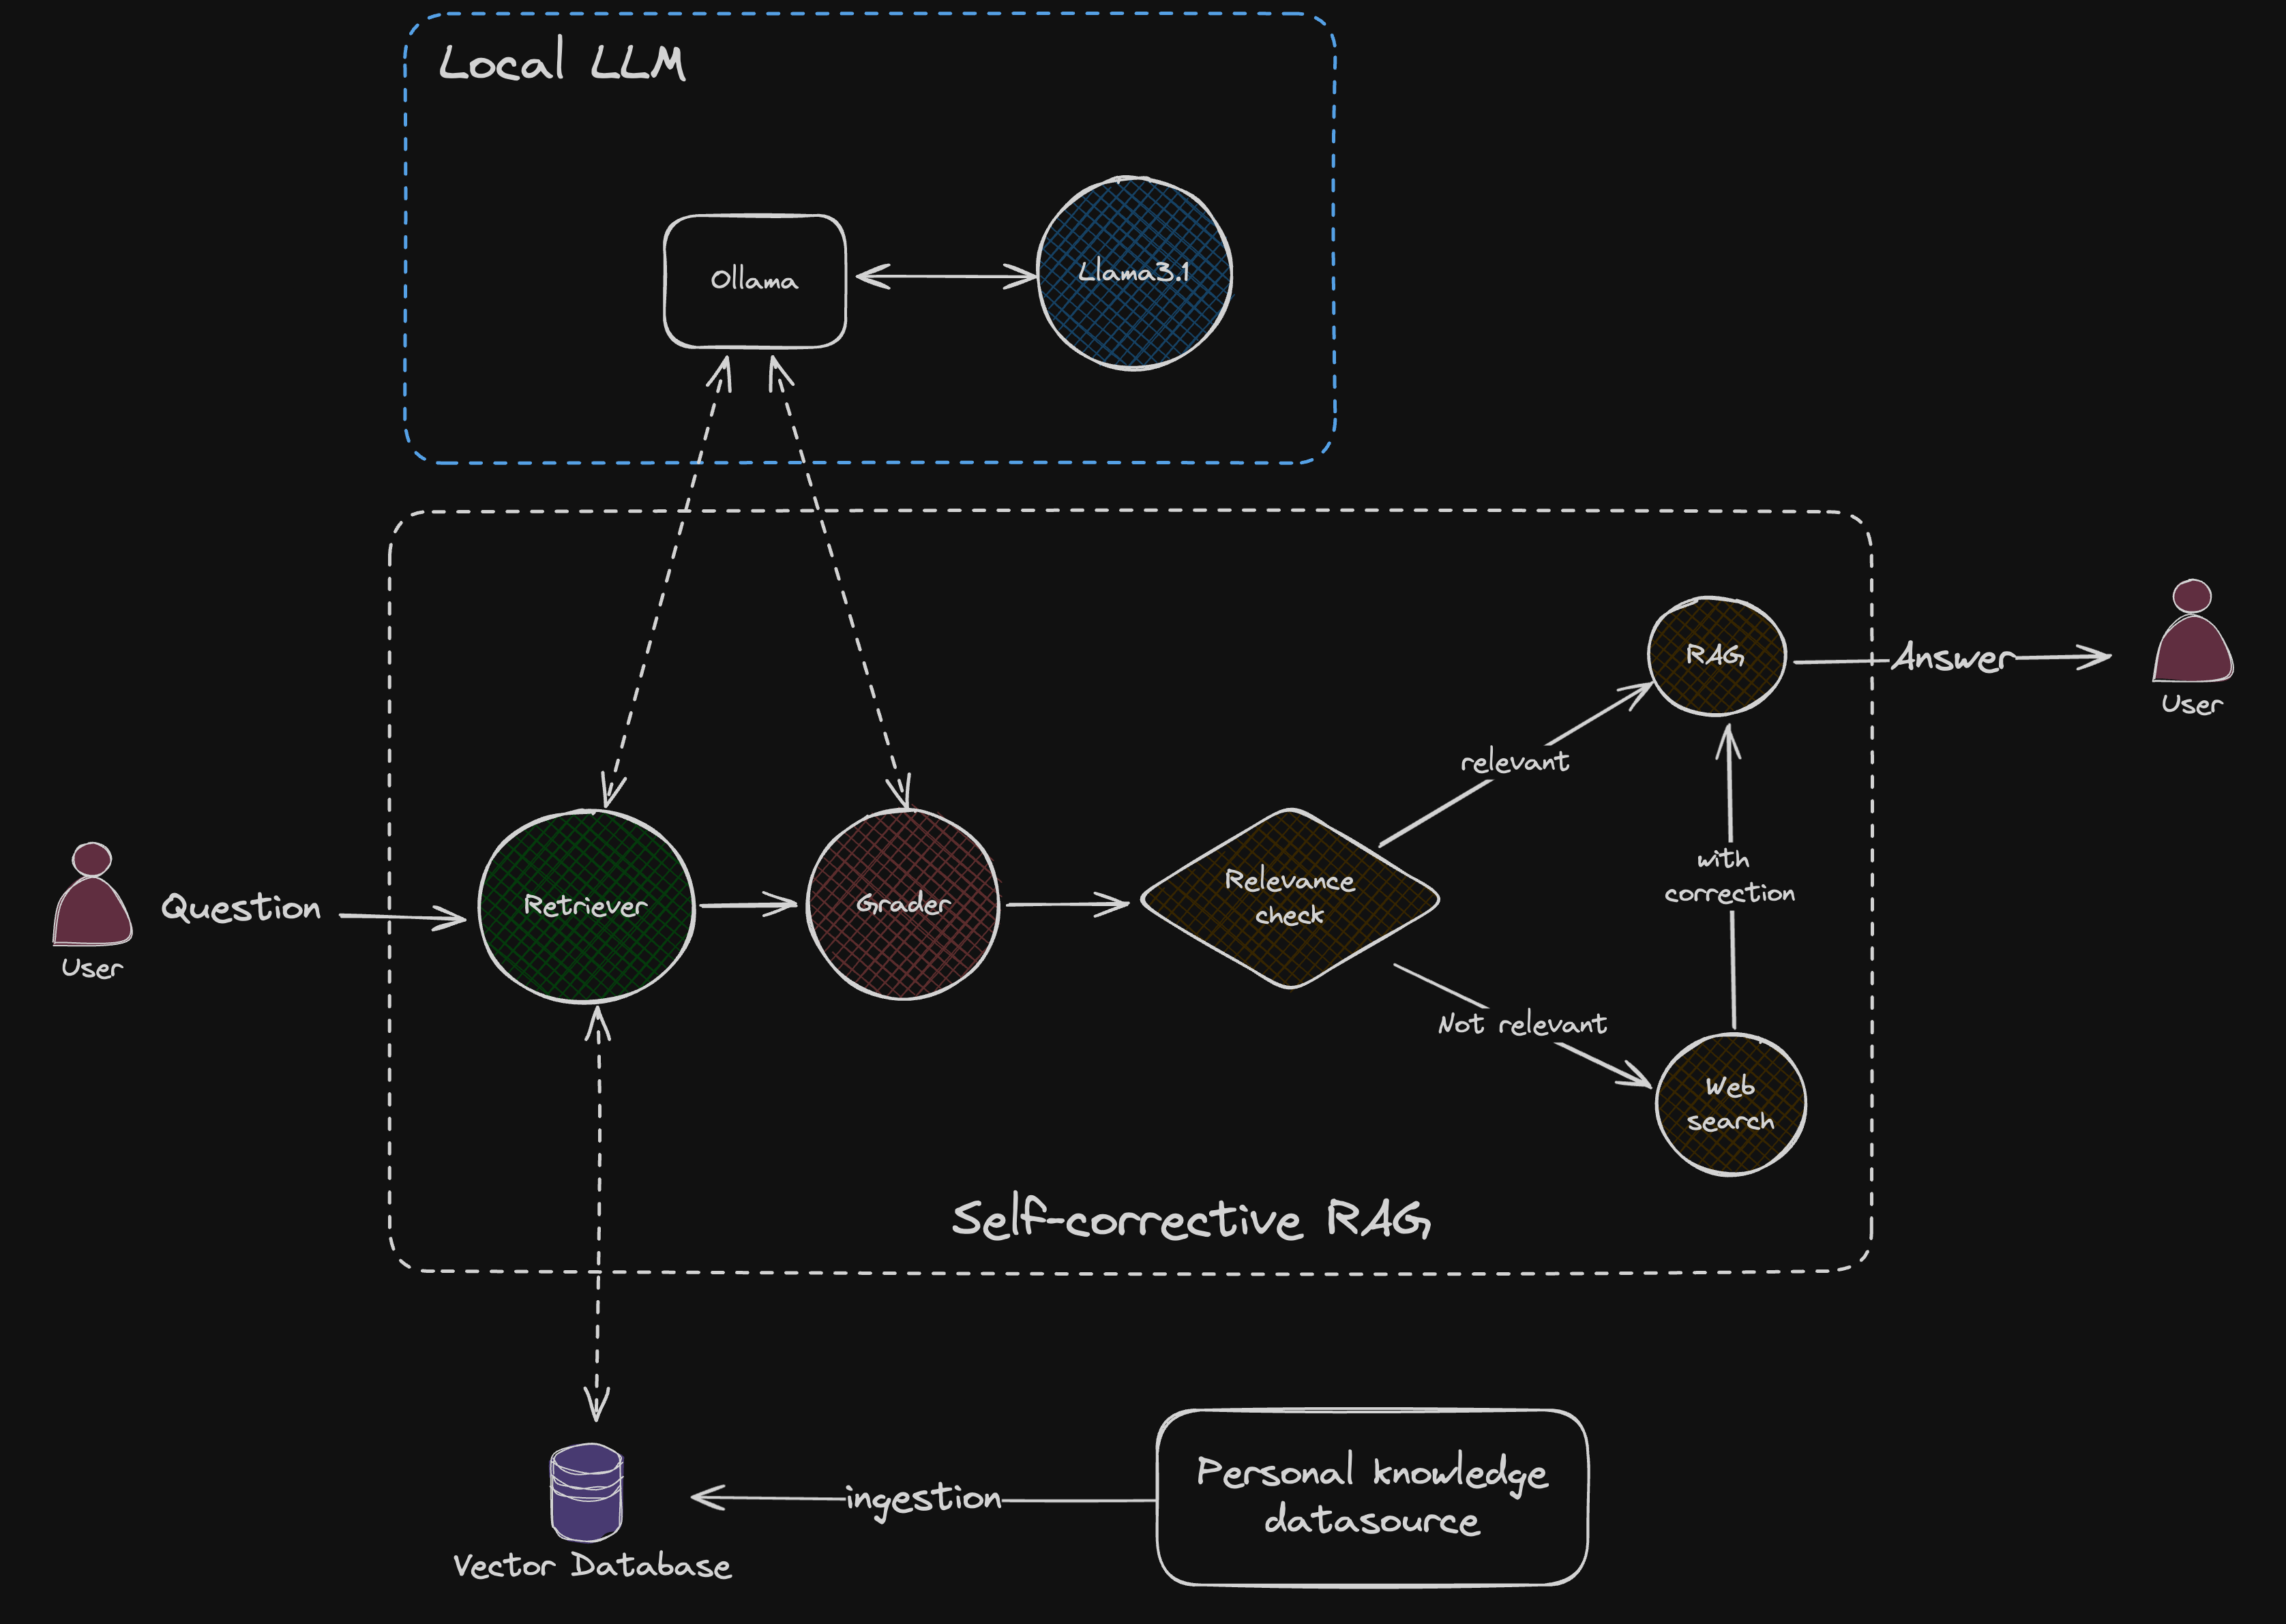 Local LLM
Ollama
Llama3.1
RAG
Answer
User
relevant
Relevance
check
with
correction
User
Question
Retriever
Grader
Not relevant
Web
search
Self-corrective RAG
Personal knowledge
datasource
ingestion
Vector Database